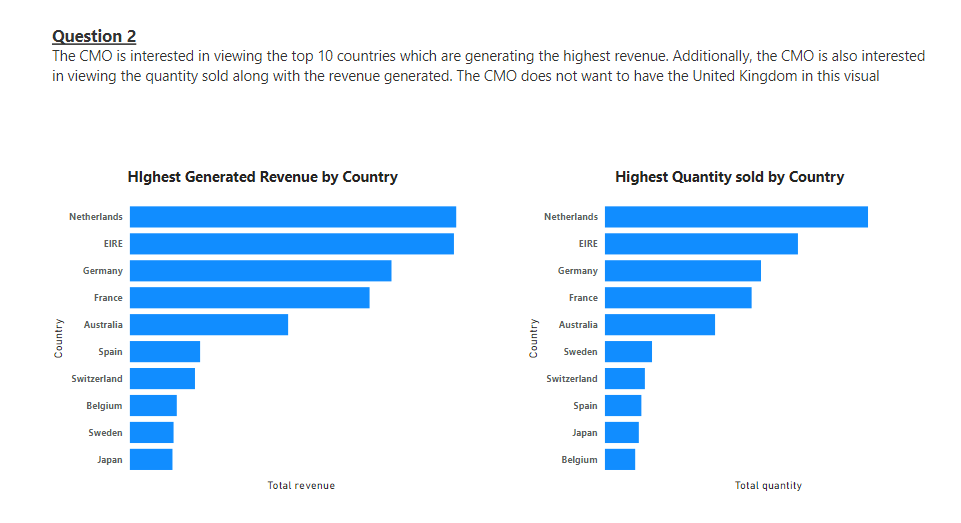 Question 2
The CMO is interested in viewing the top 10 countries which are generating the highest revenue. Additionally, the CMO is also interested
in viewing the quantity sold along with the revenue generated. The CMO does not want to have the United Kingdom in this visual
HIghest Generated Revenue by Country
Country
Netherlands
EIRE
Germany
France
Australia
Spain
Switzerland
Belgium
Sweden
Japan
Total revenue
Highest Quantity sold by Country
Country
Netherlands
EIRE
Germany
France
Australia
Sweden
Switzerland
Spain
Japan
Belgium
Total quantity